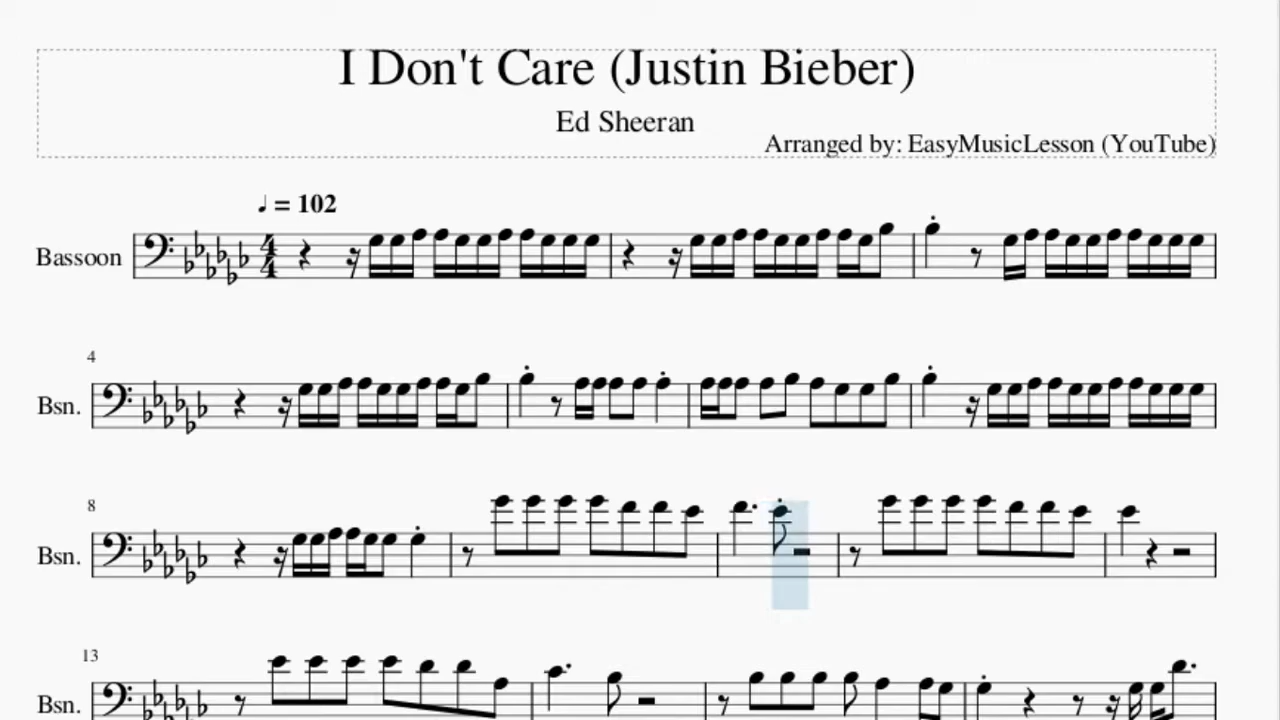 I Don't Care (Justin Bieber)
Ed Sheeran
Arranged by: EasyMusicLesson (YouTube)
♩ = 102
Bassoon
4
4
4
Bsn.
8
Bsn.
13
Bsn.